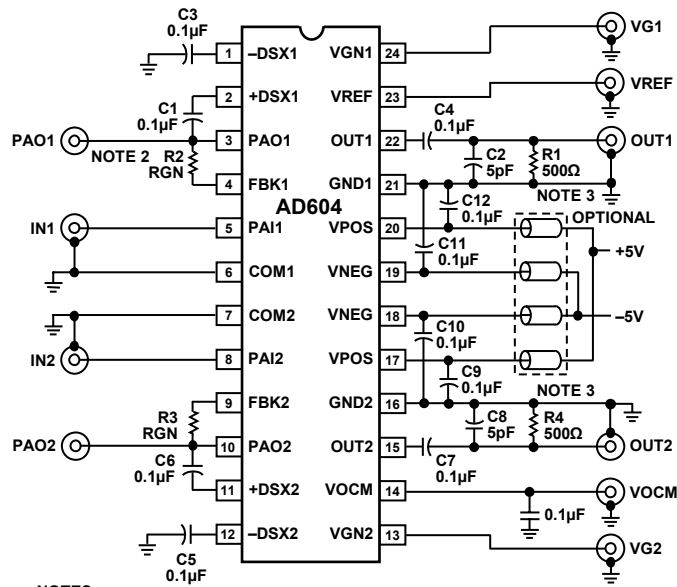 C3
0.1µF
1
–DSX1
VGN1
24
VG1
2
+DSX1
VREF
23
VREF
C1
0.1µF
C4
0.1µF
PAO1
3
PAO1
OUT1
22
OUT1
NOTE 2
R2
RGN
C2
5pF
R1
500Ω
4
FBK1
GND1
21
NOTE 3
AD604
C12
0.1µF
OPTIONAL
IN1
5
PAI1
VPOS
20
+5V
C11
0.1µF
6
COM1
VNEG
19
7
COM2
VNEG
18
–5V
C10
0.1µF
IN2
8
PAI2
VPOS
17
C9
0.1µF
9
FBK2
GND2
16
NOTE 3
R3
RGN
C8
5pF
R4
500Ω
PAO2
10
PAO2
OUT2
15
OUT2
C6
0.1µF
C7
0.1µF
11
+DSX2
VOCM
14
VOCM
0.1µF
12
–DSX2
VGN2
13
VG2
C5
0.1µF
NOTES